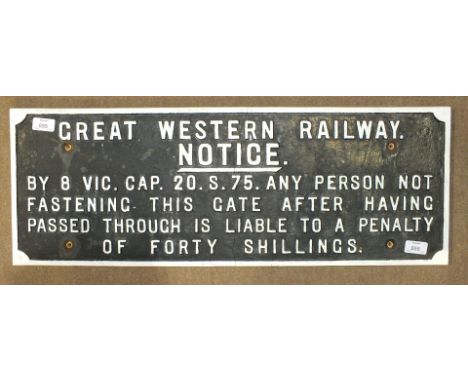 GREAT WESTERN RAILWAY.
NOTICE.
BY 8 VIC. CAP. 20. S. 75. ANY PERSON NOT
FASTENING THIS GATE AFTER HAVING
PASSED THROUGH IS LIABLE TO A PENALTY
OF FORTY SHILLINGS.